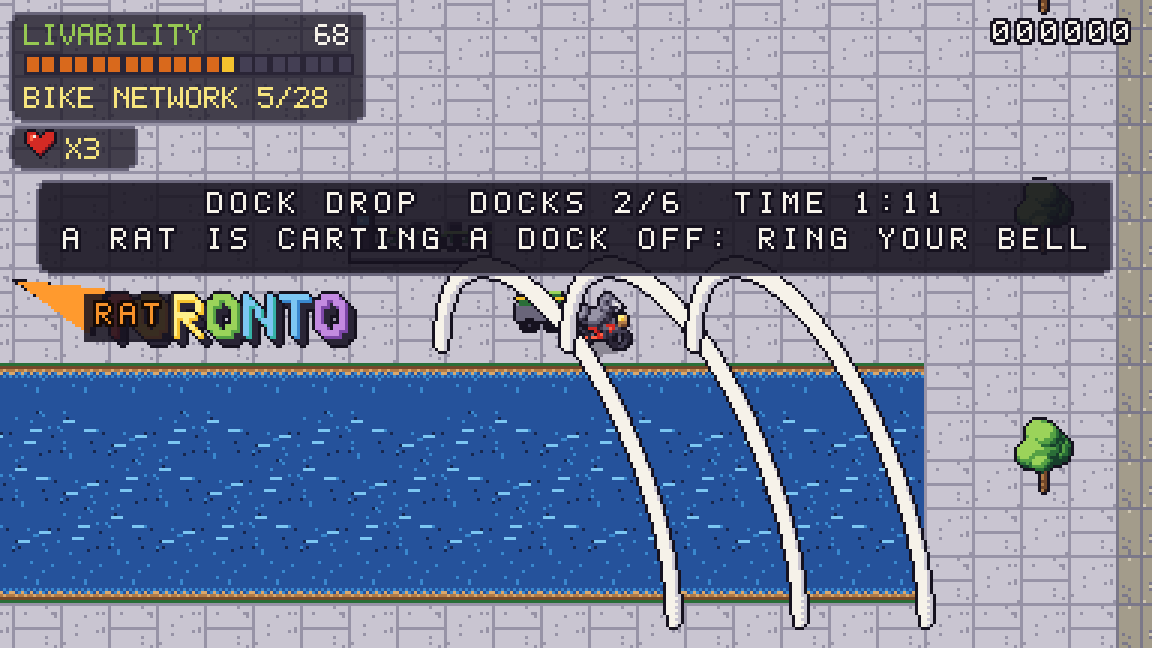 LIVABILITY 68
000000
BIKE NETWORK 5/28
X3
DOCK DROP DOCKS 2/6 TIME 1:11
A RAT IS CARTING A DOCK OFF: RING YOUR BELL
RAT RONTO